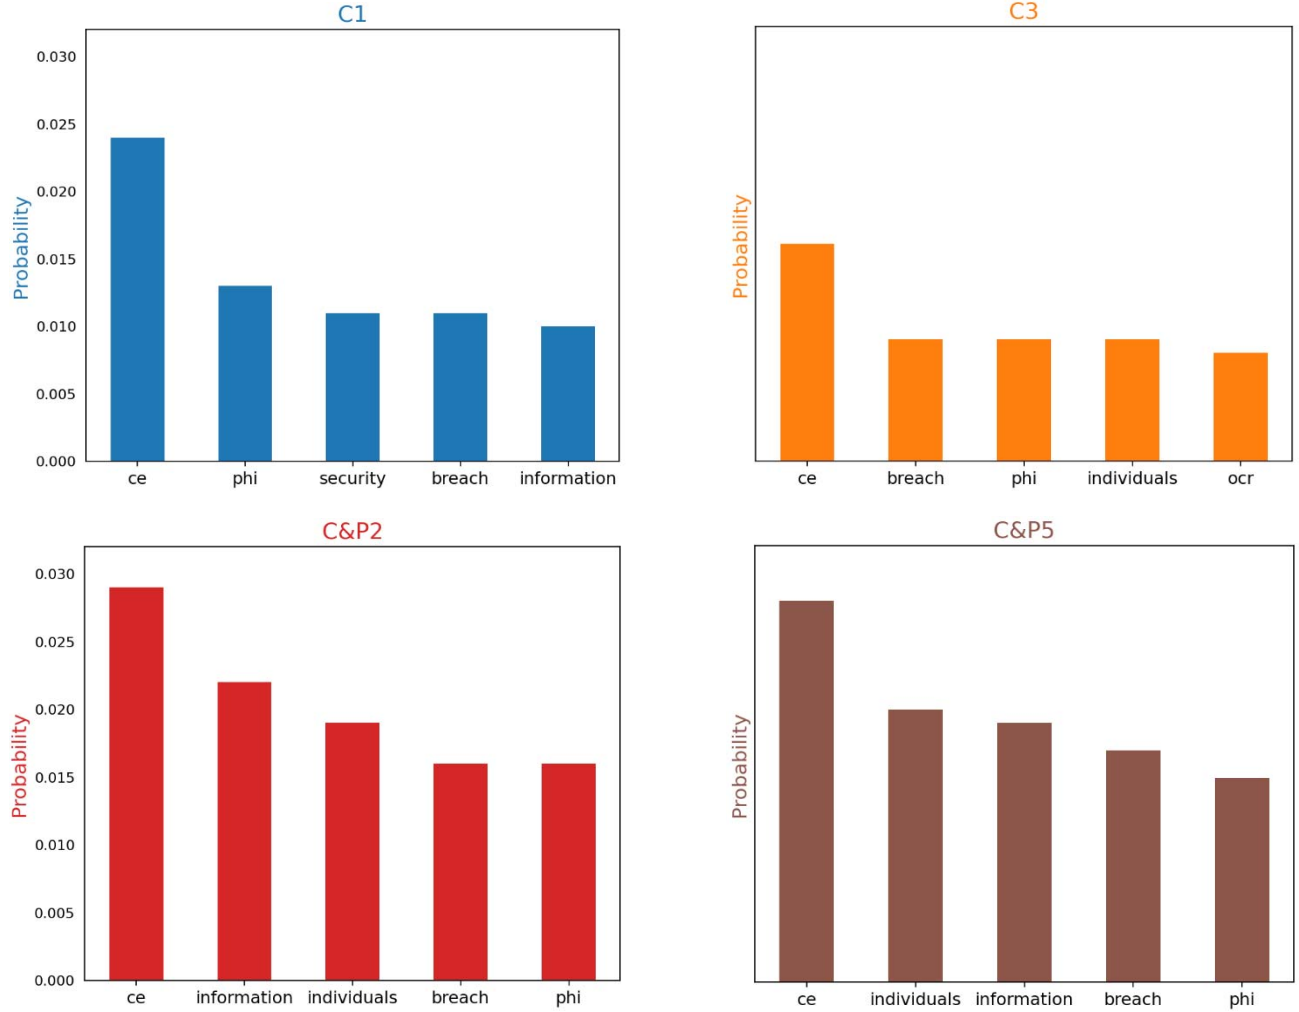 C1
Probability
0.030
0.025
0.020
0.015
0.010
0.005
0.000
ce phi security breach information
C3
Probability
ce breach phi individuals ocr
C&P2
Probability
0.030
0.025
0.020
0.015
0.010
0.005
0.000
ce information individuals breach phi
C&P5
Probability
ce individuals information breach phi